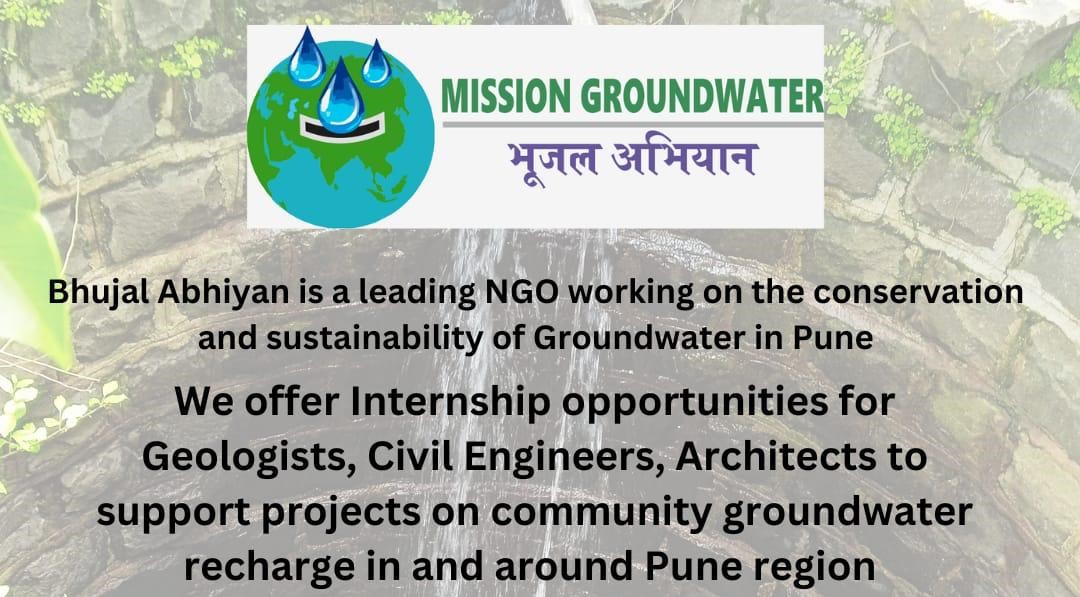 MISSION GROUNDWATER
भूजल अभियान
Bhujal Abhiyan is a leading NGO working on the conservation
and sustainability of Groundwater in Pune
We offer Internship opportunities for
Geologists, Civil Engineers, Architects to
support projects on community groundwater
recharge in and around Pune region